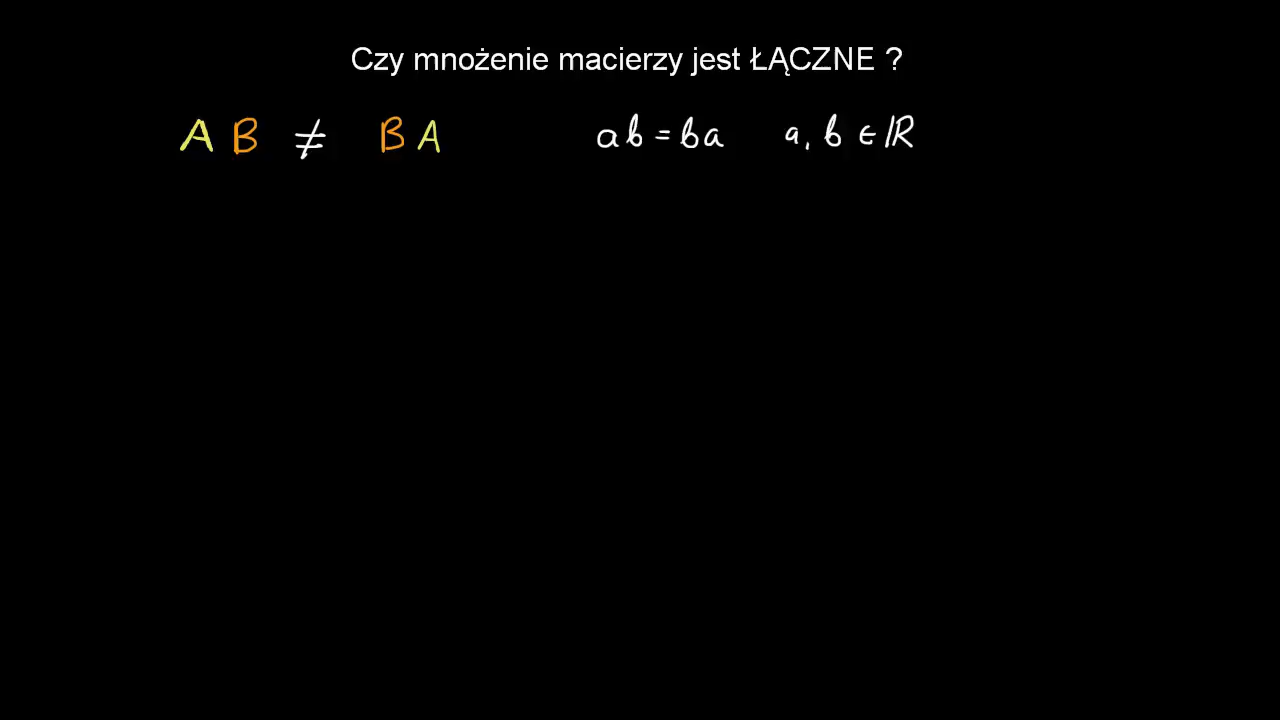 Czy mnożenie macierzy jest ŁĄCZNE ?
A B ≠ B A ab = ba a, b ∈ ℝ